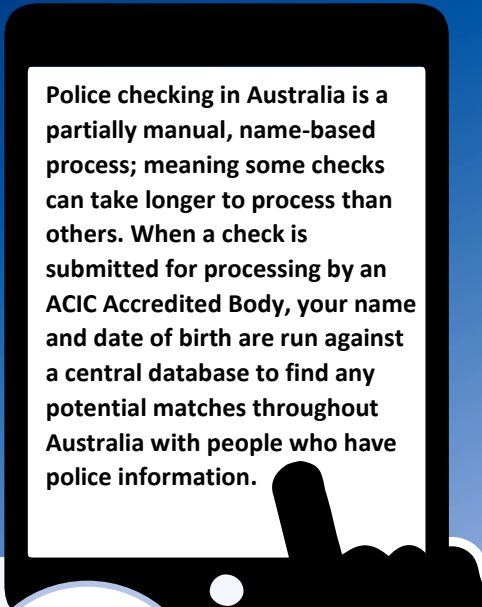 Police checking in Australia is a
partially manual, name-based
process; meaning some checks
can take longer to process than
others. When a check is
submitted for processing by an
ACIC Accredited Body, your name
and date of birth are run against
a central database to find any
potential matches throughout
Australia with people who have
police information.